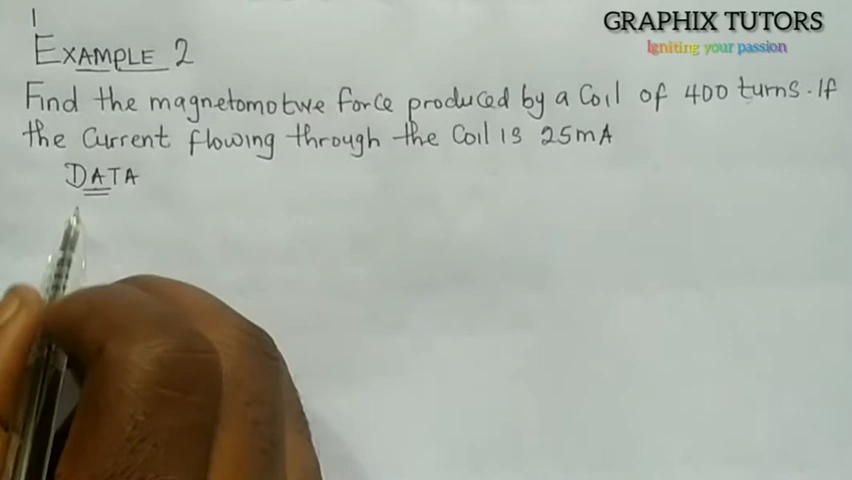 GRAPHIX TUTORS
Igniting your passion
EXAMPLE 2
Find the magnetomotive force produced by a Coil of 400 turns. If
the Current flowing through the Coil is 25mA
DATA